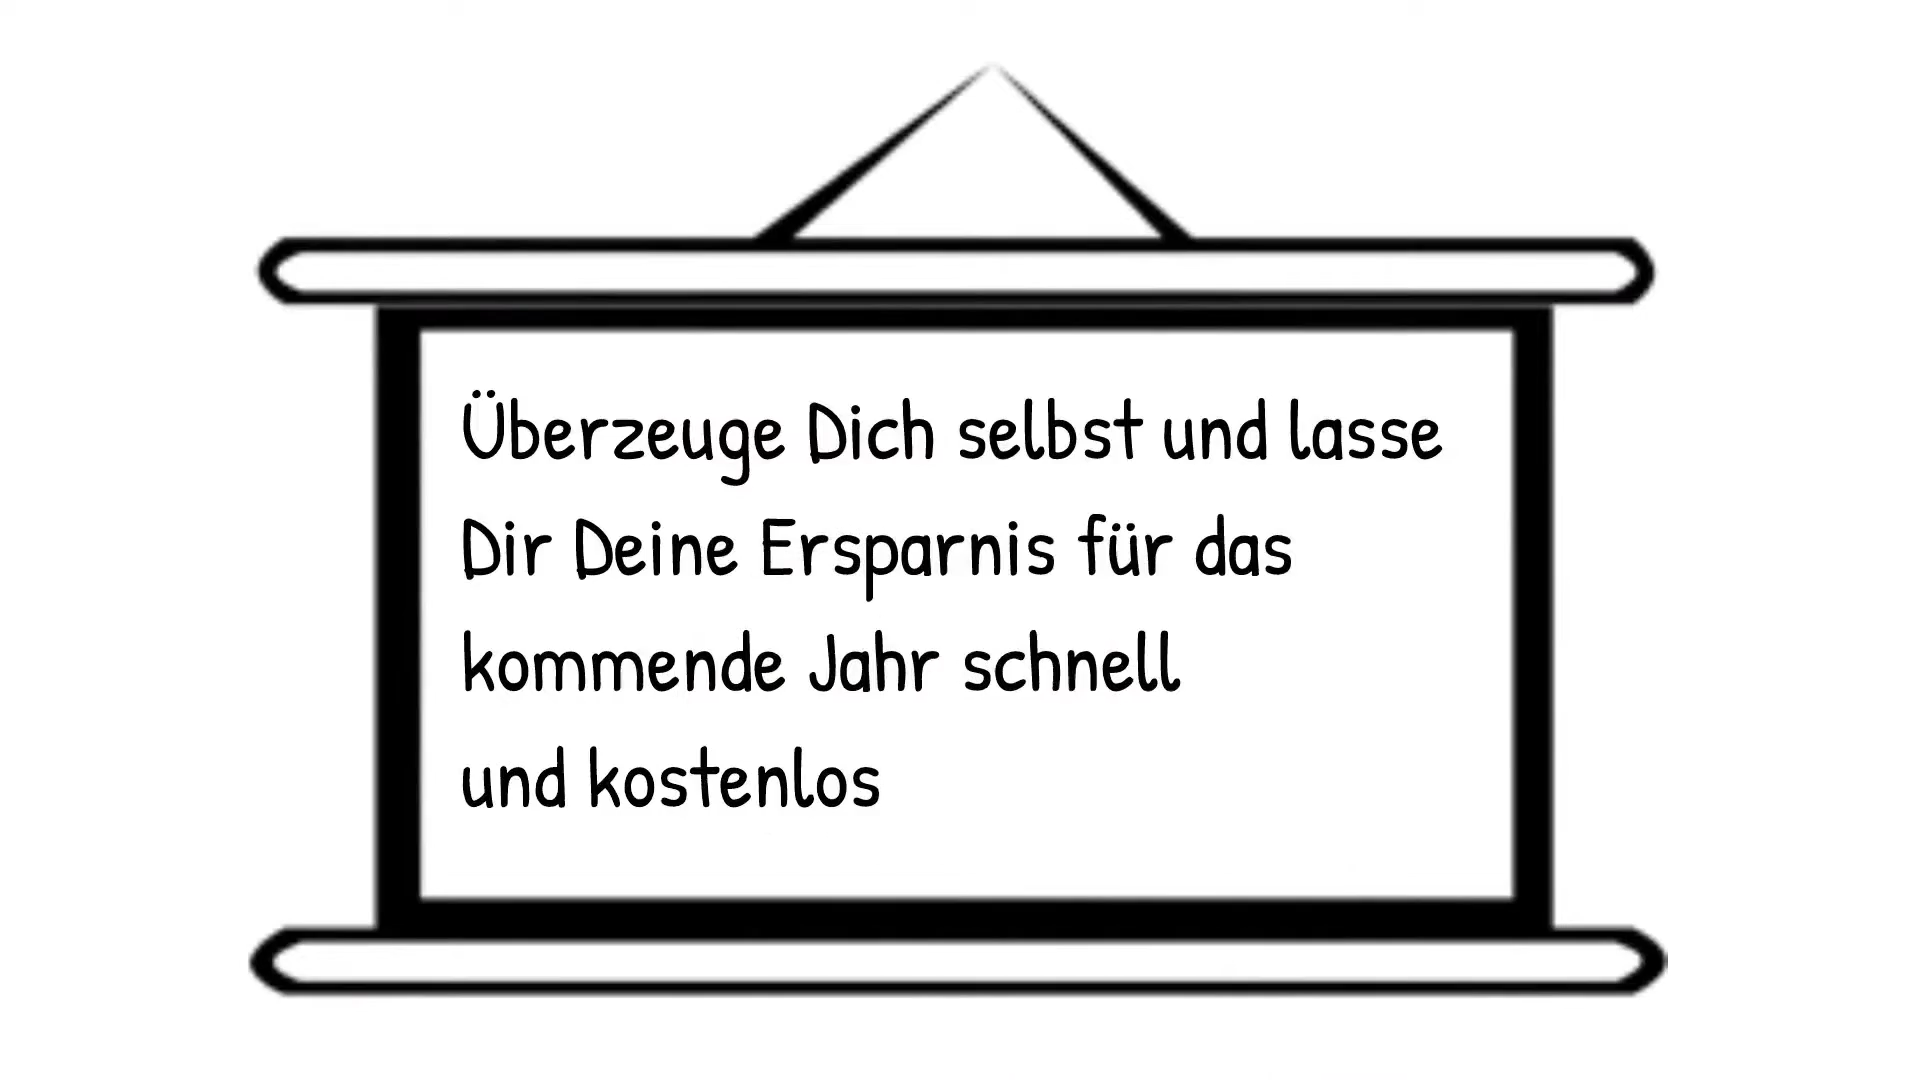 Überzeuge Dich selbst und lasse
Dir Deine Ersparnis für das
kommende Jahr schnell
und kostenlos